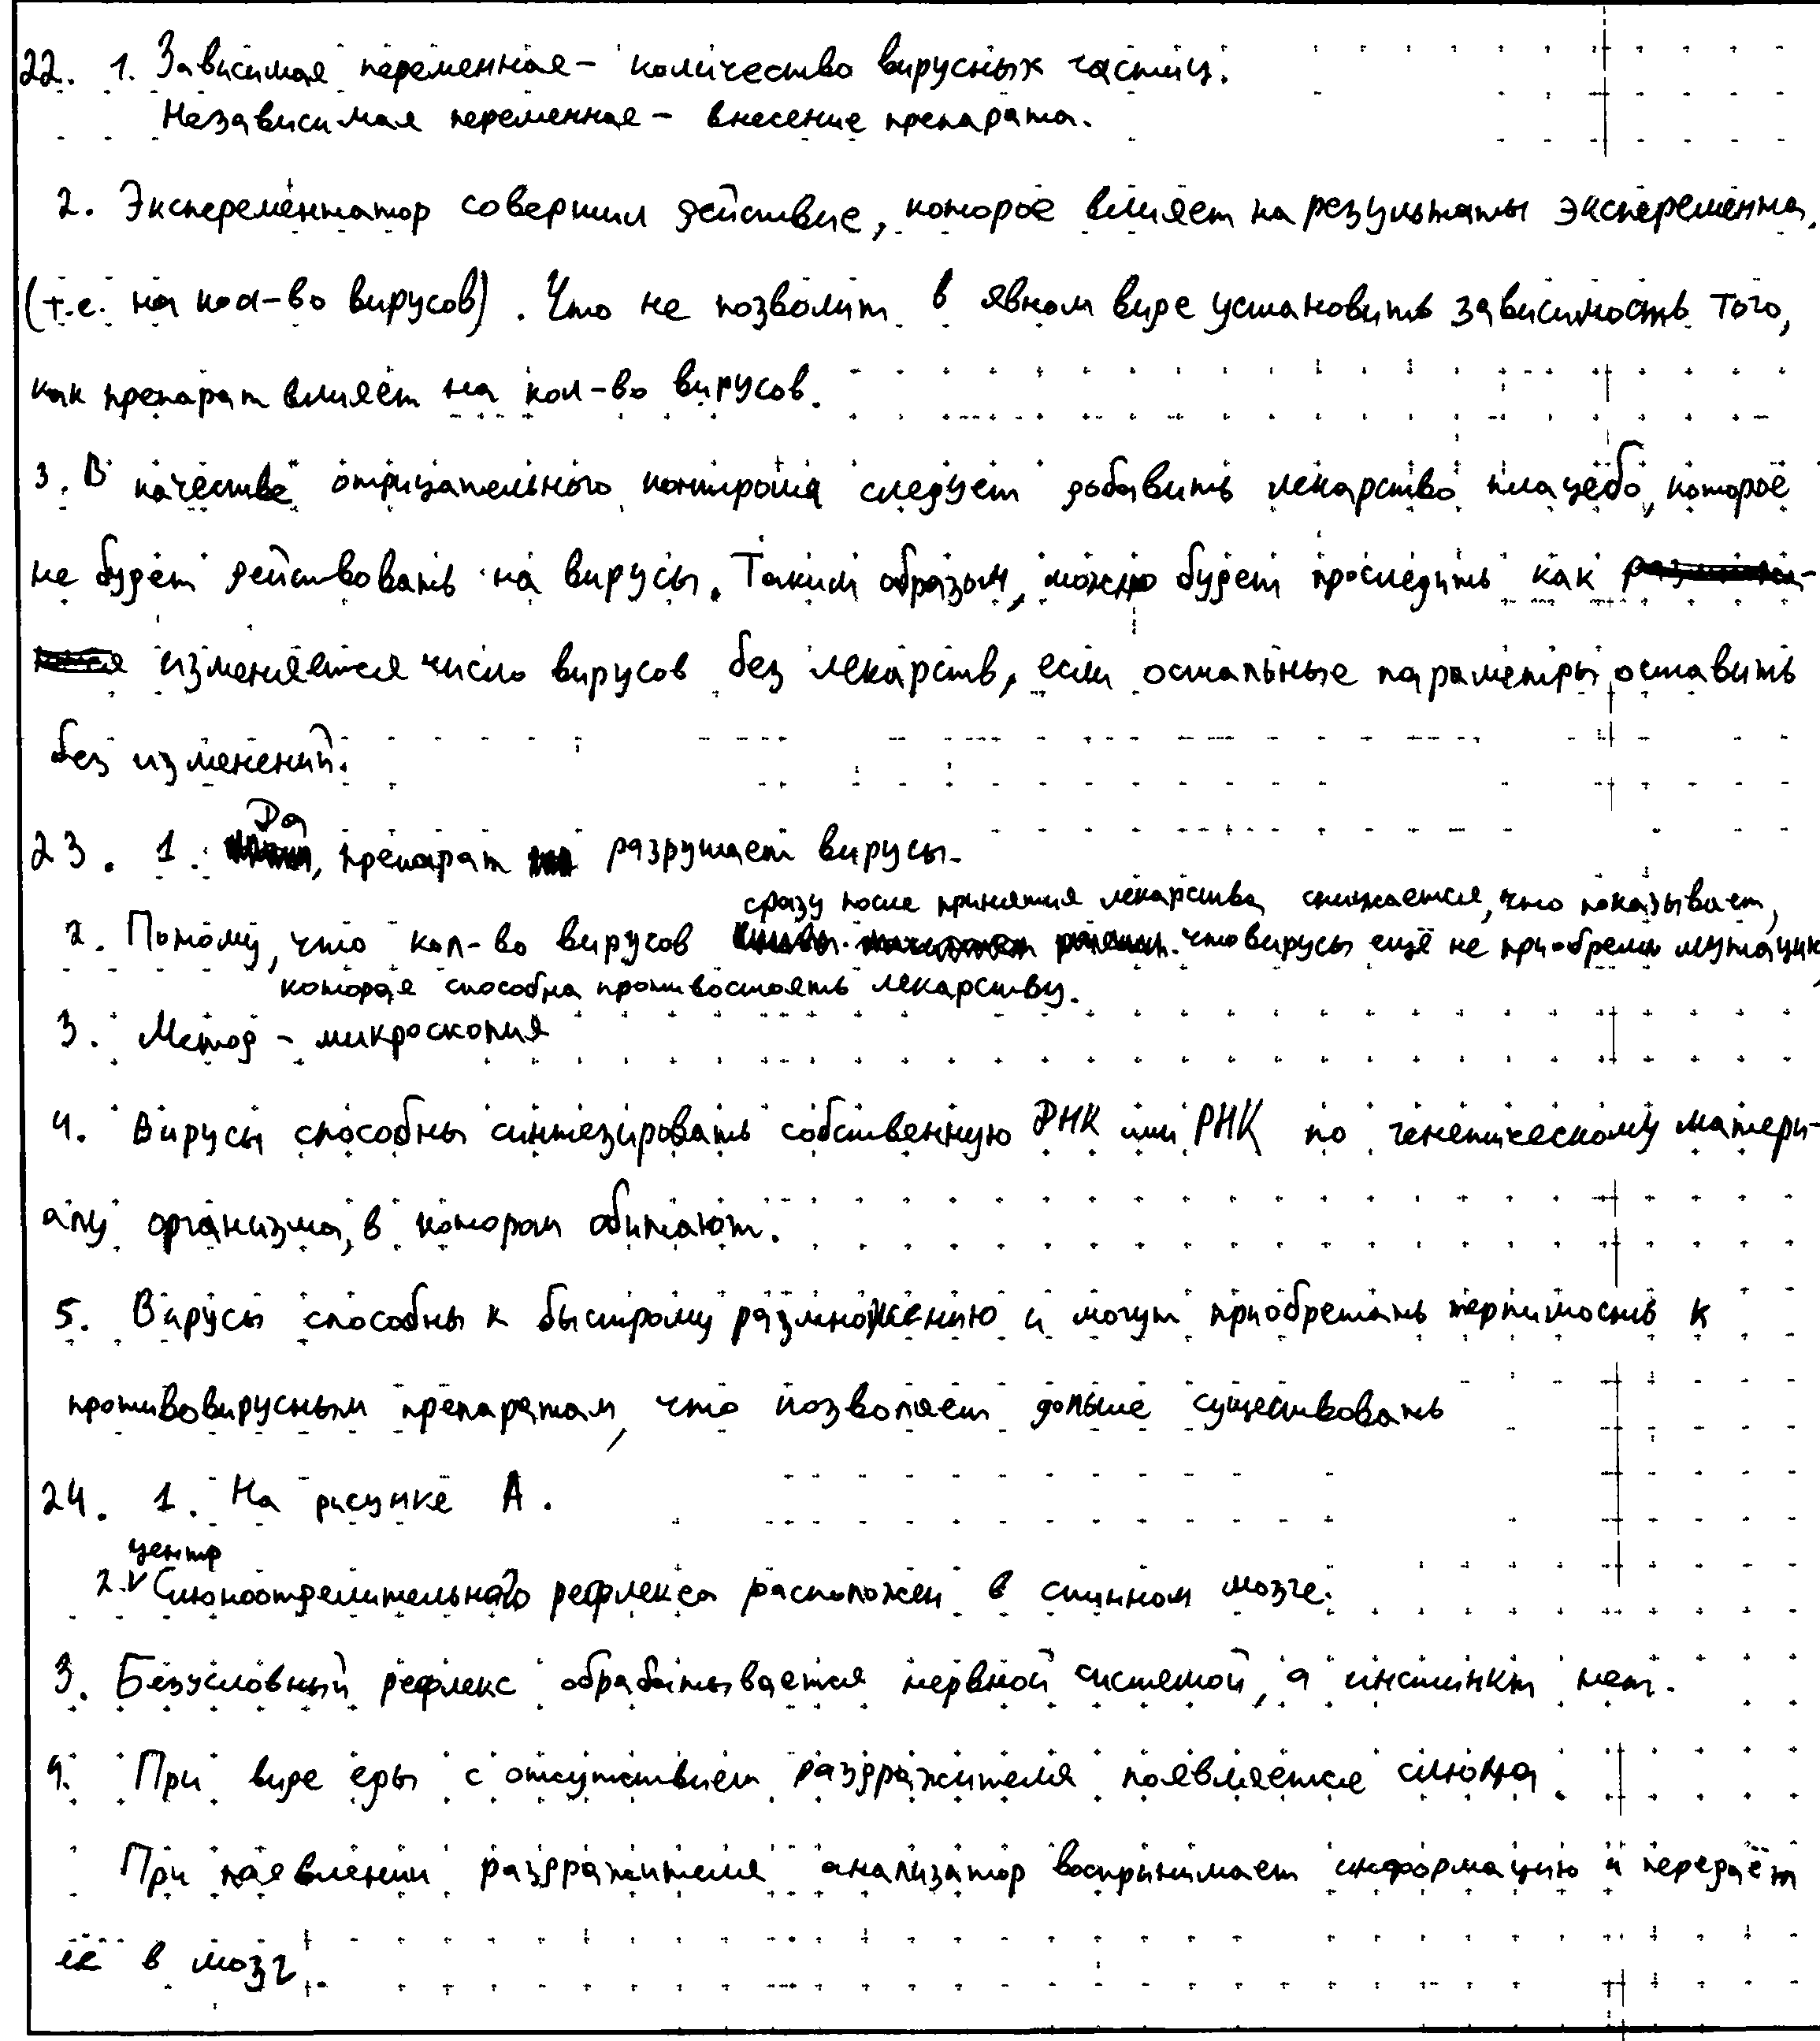 22. 1. Зависимая переменная - количество вирусных частиц.
Независимая переменная - внесение препарата.
2. Эксперементатор совершил действие, которое влияет на результаты эксперемента.
(т.е. на кол-во вирусов). Что не позволит в явном виде установить зависимость того,
как препарат влияет на кол-во вирусов.
3. В качестве отрицательного контроля следует добавить лекарство плацебо, которое
не будет действовать на вирусы. Таким образом, можно будет проследить как
изменяется число вирусов без лекарств, если остальные параметры оставить
без изменений.
23. 1. Да, препарат разрушает вирусы.
2. Потому, что кол-во вирусов сразу после принятия лекарства снижается, что показывает,
что вирусы ещё не приобрели мутацию
которая способна противостоять лекарству.
3. Метод - микроскопия
4. Вирусы способны синтезировать собственную ДНК или РНК по генетическому матери-
алу организма, в котором обитают.
5. Вирусы способны к быстрому размножению и могут приобретать терпимость к
противовирусным препаратам, что позволяет дольше существовать
24. 1. На рисунке А.
2. центр Слюноотделительного рефлекса расположен в спинном мозге.
3. Безусловный рефлекс обрабатывается нервной системой, а инстинкт нет.
4. При виде еды с отсутствием раздражителя появляется слюна.
При появлении раздражителя анализатор воспринимает информацию и передаёт
её в мозг.